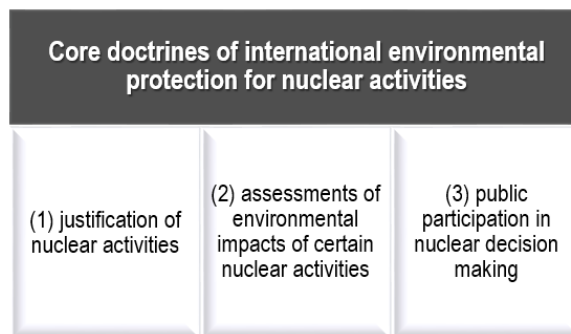 Core doctrines of international environmental
protection for nuclear activities
(1) justification of
nuclear activities
(2) assessments of
environmental
impacts of certain
nuclear activities
(3) public
participation in
nuclear decision
making